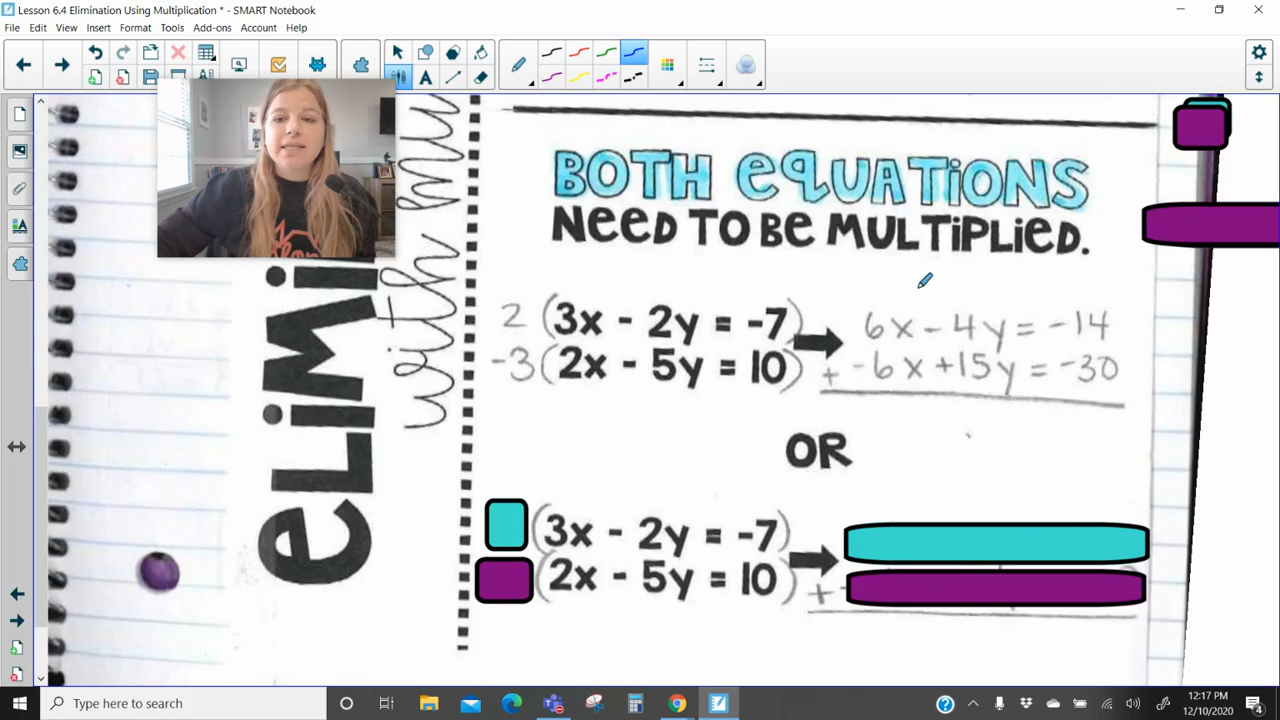 Lesson 6.4 Elimination Using Multiplication * - SMART Notebook
File Edit View Insert Format Tools Add-ons Account Help
BOTH eQUATiONS
NEED TO BE MULTiPLiED.
2 (3x - 2y = -7) 6x - 4y = -14
-3(2x - 5y = 10) + -6x +15y = -30
OR
(3x - 2y = -7)
(2x - 5y = 10) + -
eLiMi
with mu
Type here to search
12:17 PM
12/10/2020
4